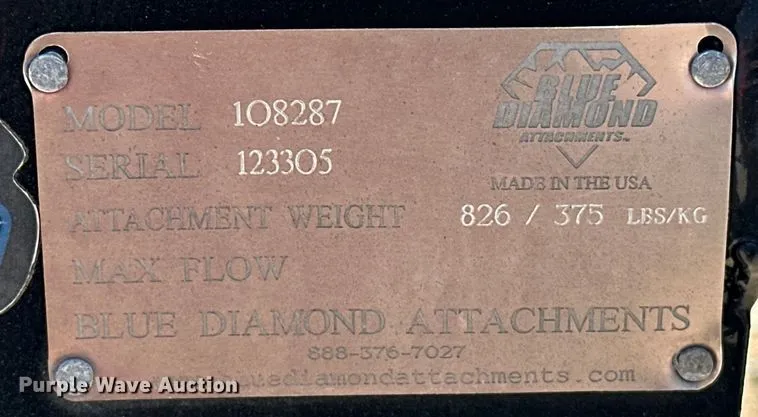 BLUE
DIAMOND
ATTACHMENTS
MADE IN THE USA
MODEL 108287
SERIAL 123305
ATTACHMENT WEIGHT 826 / 375 LBS/KG
MAX FLOW
BLUE DIAMOND ATTACHMENTS
888-376-7027
uediamondattachments.com
Purple Wave Auction